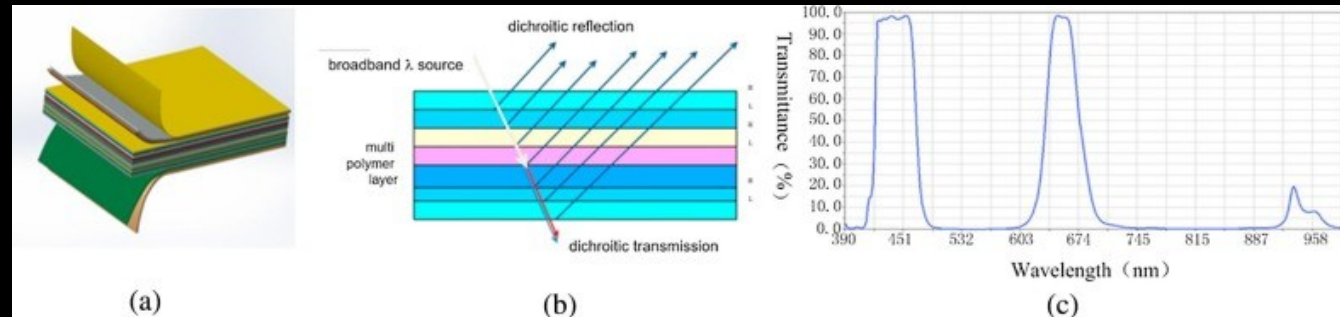 dichroitic reflection
broadband λ source
multi
polymer
layer
H
L
H
L
H
L
dichroitic transmission
100.0
90.0
80.0
70.0
60.0
50.0
40.0
30.0
20.0
10.0
0.0
Transmittance (%)
390 451 532 603 674 745 815 887 958
Wavelength (nm)
(a) (b) (c)